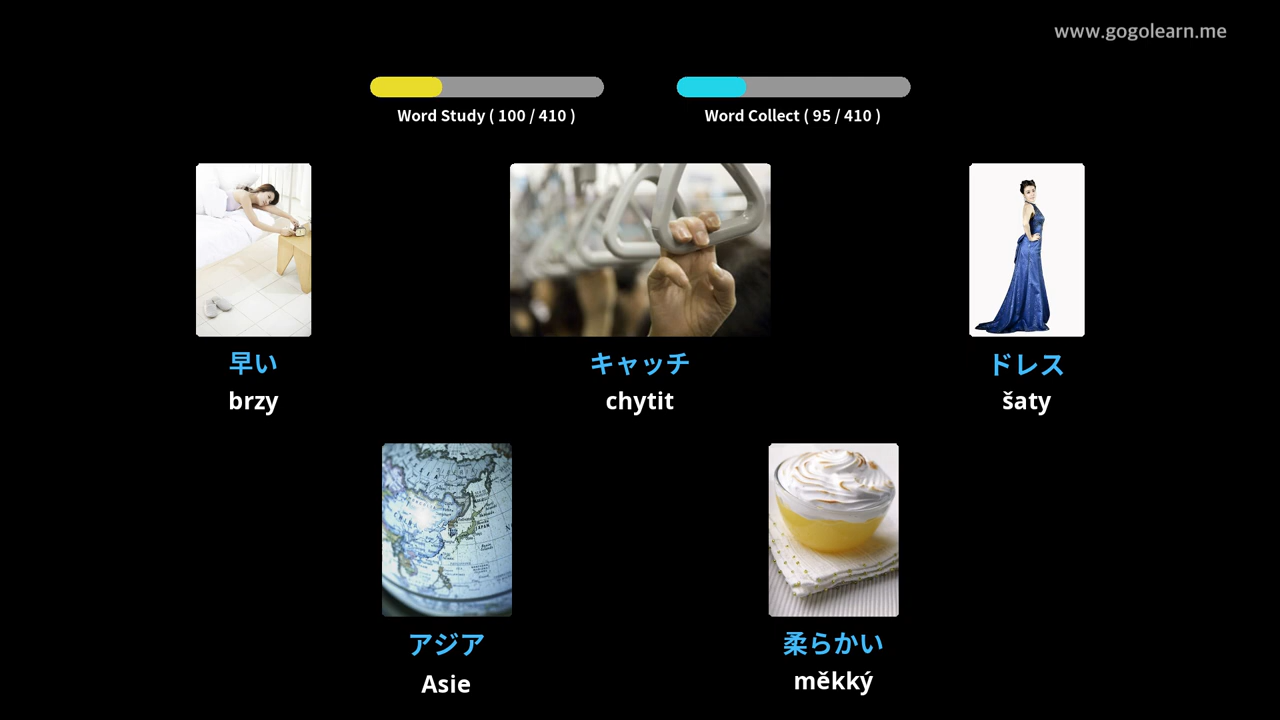 www.gogolearn.me
Word Study ( 100 / 410 )
Word Collect ( 95 / 410 )
早い
brzy
キャッチ
chytit
ドレス
šaty
アジア
Asie
柔らかい
měkký